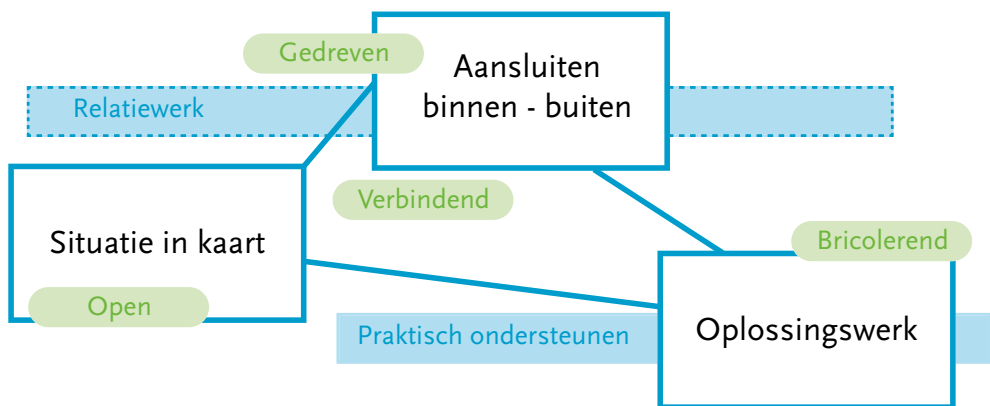 Gedreven
Aansluiten
binnen - buiten
Relatiewerk
Verbindend
Situatie in kaart
Bricolerend
Open
Praktisch ondersteunen
Oplossingswerk